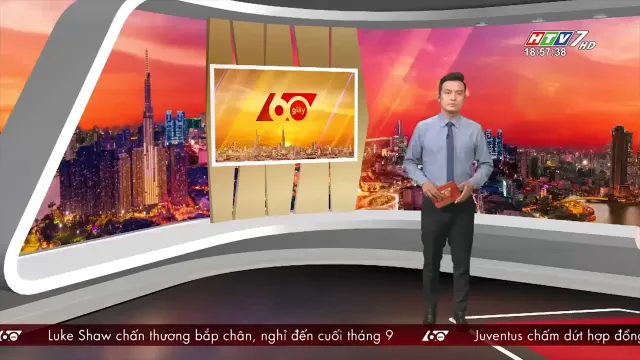 HTV7 HD
18:57:38
60 giây
60 Luke Shaw chấn thương bắp chân, nghỉ đến cuối tháng 9 60 Juventus chấm dứt hợp đồng